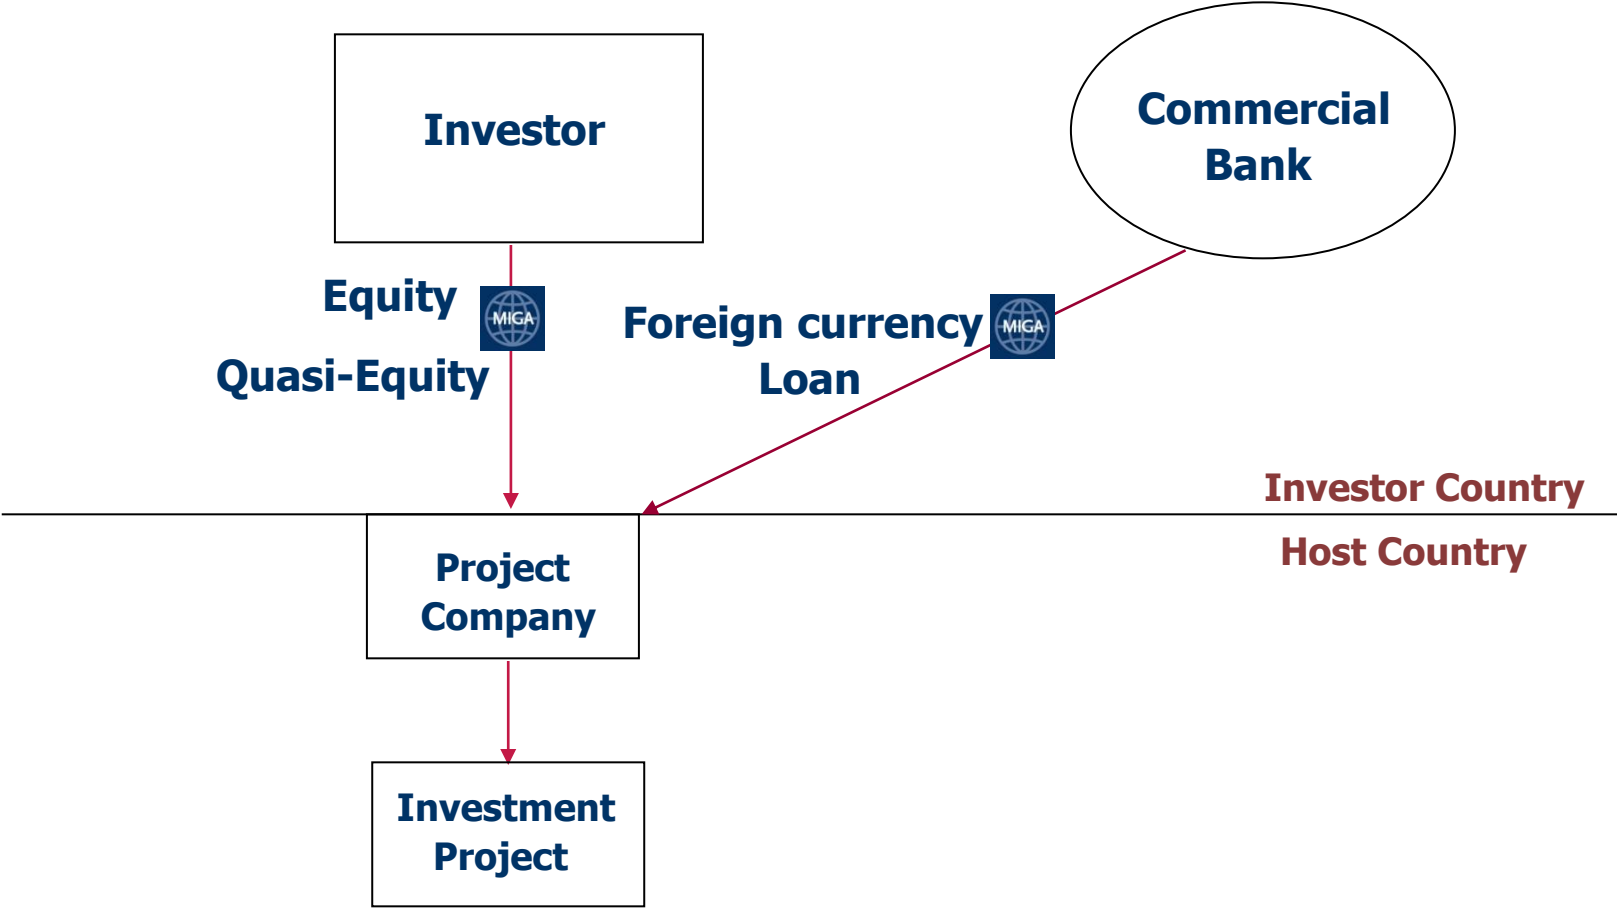 Investor
Commercial
Bank
Equity
MIGA
Quasi-Equity
Foreign currency
Loan
MIGA
Investor Country
Host Country
Project
Company
Investment
Project